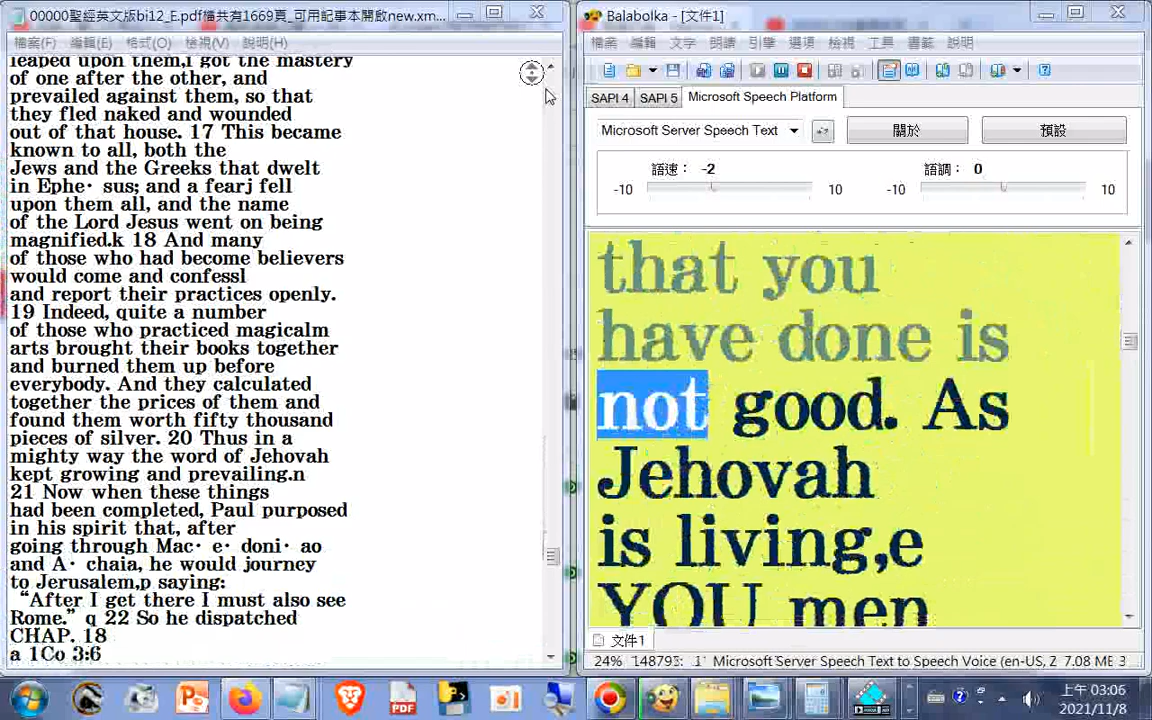 00000聖經英文版bi12_E.pdf檔共有1669頁_可用記事本開啟new.xm...
檔案(F) 編輯(E) 格式(O) 檢視(V) 說明(H)
leaped upon them,i got the mastery
of one after the other, and
prevailed against them, so that
they fled naked and wounded
out of that house. 17 This became
known to all, both the
Jews and the Greeks that dwelt
in Ephe· sus; and a fearj fell
upon them all, and the name
of the Lord Jesus went on being
magnified.k 18 And many
of those who had become believers
would come and confessl
and report their practices openly.
19 Indeed, quite a number
of those who practiced magicalm
arts brought their books together
and burned them up before
everybody. And they calculated
together the prices of them and
found them worth fifty thousand
pieces of silver. 20 Thus in a
mighty way the word of Jehovah
kept growing and prevailing.n
21 Now when these things
had been completed, Paul purposed
in his spirit that, after
going through Mac· e· doni· ao
and A· chaia, he would journey
to Jerusalem,p saying:
“After I get there I must also see
Rome.” q 22 So he dispatched
CHAP. 18
a 1Co 3:6
Balabolka - [文件1]
檔案 編輯 文字 朗讀 引擎 選項 檢視 工具 書籤 說明
SAPI 4 SAPI 5 Microsoft Speech Platform
Microsoft Server Speech Text 關於 預設
語速： -2 語調： 0
-10 10 -10 10
that you
have done is
not good. As
Jehovah
is living,e
YOU men
文件1
24% 148793: 1 Microsoft Server Speech Text to Speech Voice (en-US, Z 7.08 MB 3
PDF
上午 03:06
2021/11/8